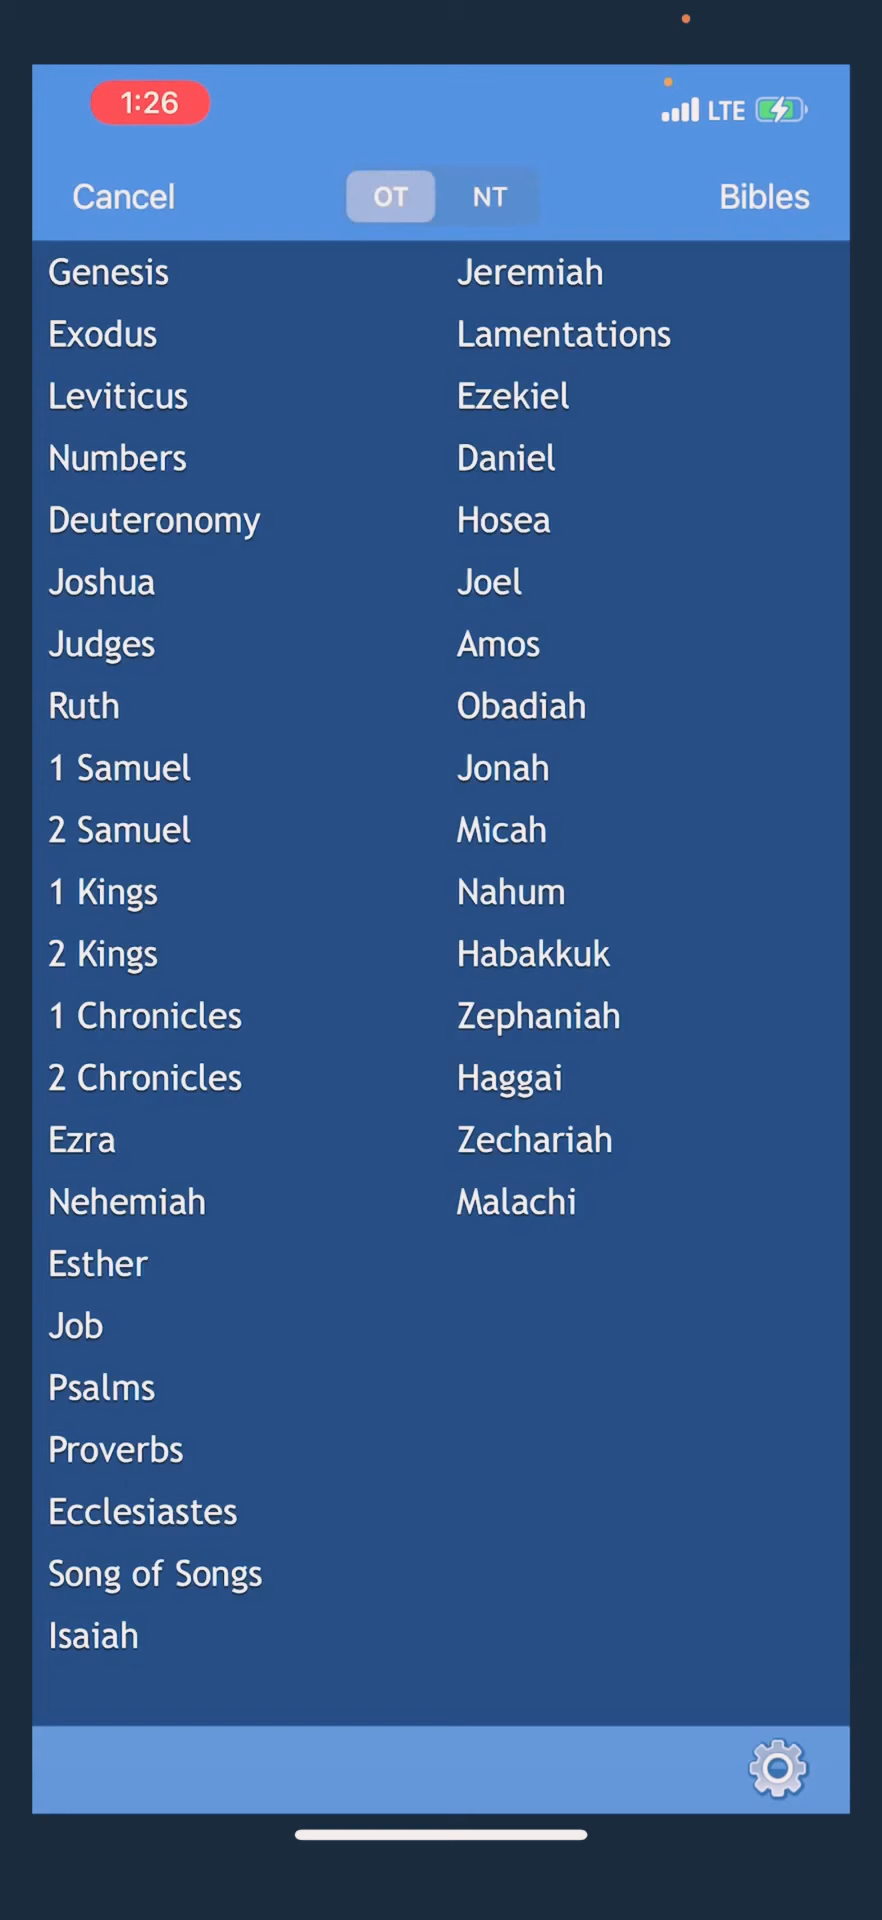 1:26
LTE
Cancel
OT
NT
Bibles
Genesis
Exodus
Leviticus
Numbers
Deuteronomy
Joshua
Judges
Ruth
1 Samuel
2 Samuel
1 Kings
2 Kings
1 Chronicles
2 Chronicles
Ezra
Nehemiah
Esther
Job
Psalms
Proverbs
Ecclesiastes
Song of Songs
Isaiah
Jeremiah
Lamentations
Ezekiel
Daniel
Hosea
Joel
Amos
Obadiah
Jonah
Micah
Nahum
Habakkuk
Zephaniah
Haggai
Zechariah
Malachi